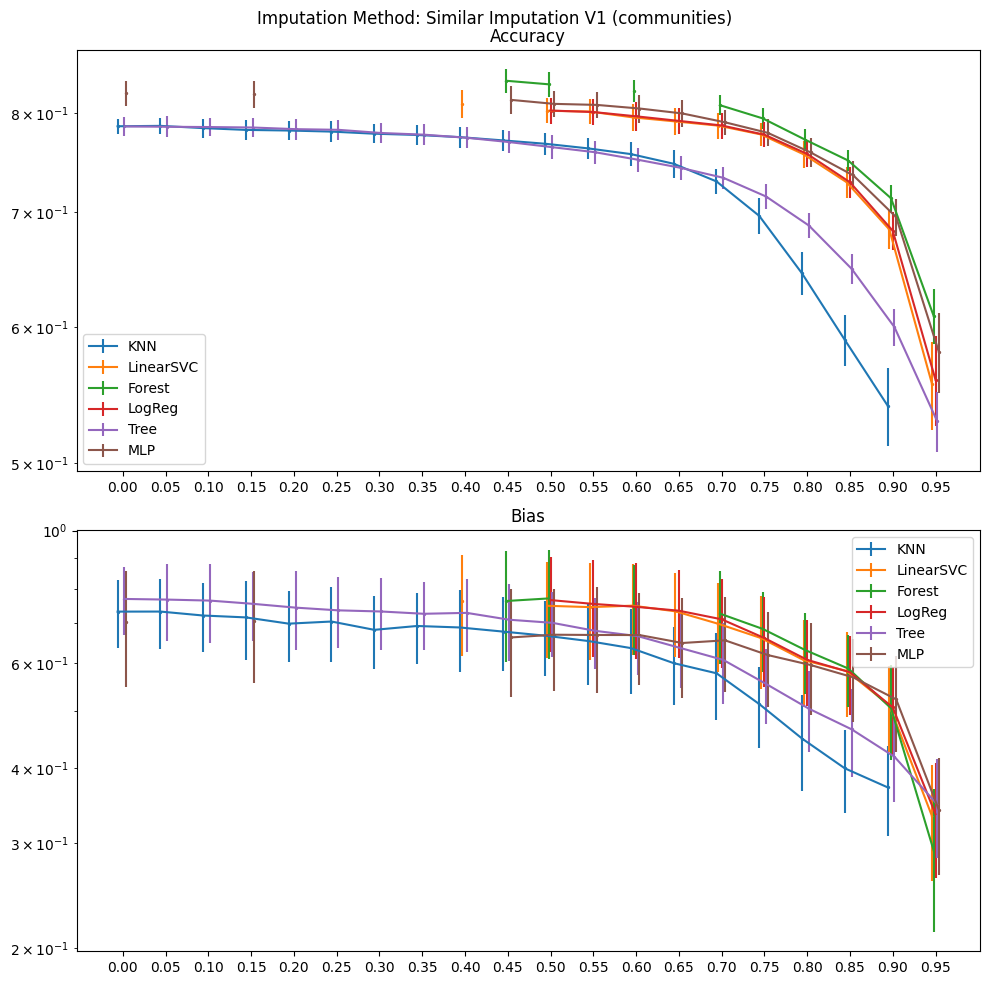 Imputation Method: Similar Imputation V1 (communities)
Accuracy
8 × 10⁻¹
7 × 10⁻¹
6 × 10⁻¹
5 × 10⁻¹
KNN
LinearSVC
Forest
LogReg
Tree
MLP
0.00 0.05 0.10 0.15 0.20 0.25 0.30 0.35 0.40 0.45 0.50 0.55 0.60 0.65 0.70 0.75 0.80 0.85 0.90 0.95
Bias
10⁰
6 × 10⁻¹
4 × 10⁻¹
3 × 10⁻¹
2 × 10⁻¹
KNN
LinearSVC
Forest
LogReg
Tree
MLP
0.00 0.05 0.10 0.15 0.20 0.25 0.30 0.35 0.40 0.45 0.50 0.55 0.60 0.65 0.70 0.75 0.80 0.85 0.90 0.95